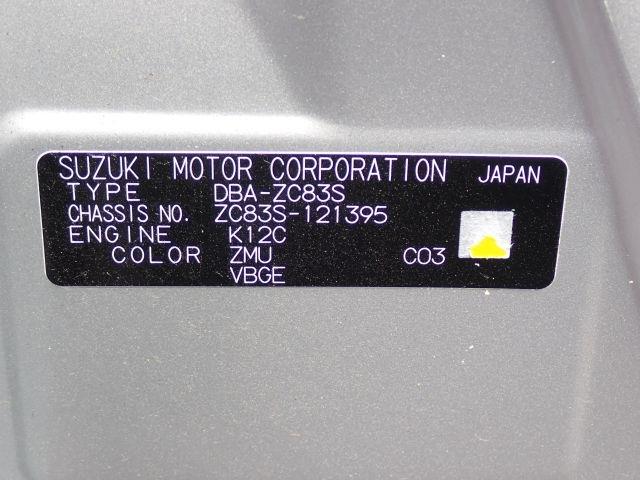 SUZUKI MOTOR CORPORATION JAPAN
TYPE DBA-ZC83S
CHASSIS NO. ZC83S-121395
ENGINE K12C
COLOR ZMU C03
VBGE